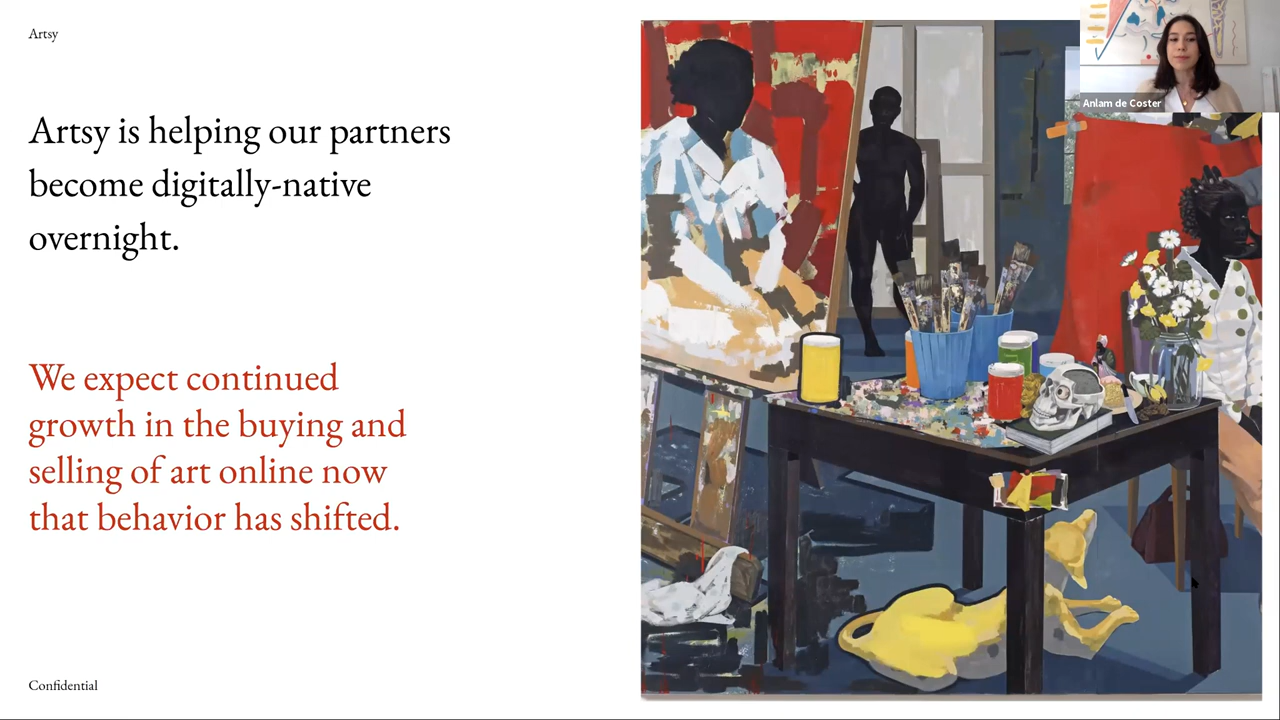 Artsy
Artsy is helping our partners
become digitally-native
overnight.
We expect continued
growth in the buying and
selling of art online now
that behavior has shifted.
Confidential
Anlam de Coster